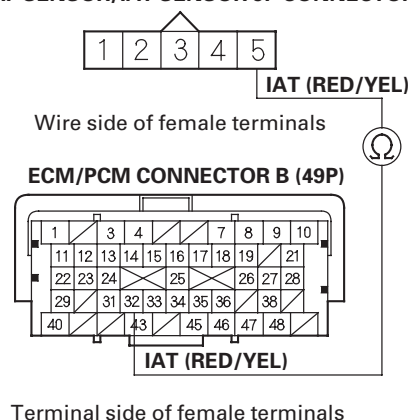 SENSOR/IAT SENSOR 5P
1 2 3 4 5
IAT (RED/YEL)
Wire side of female terminals
Ω
ECM/PCM CONNECTOR B (49P)
1 3 4 7 8 9 10
11 12 13 14 15 16 17 18 19 21
22 23 24 25 26 27 28
29 31 32 33 34 35 36 38
40 43 45 46 47 48
IAT (RED/YEL)
Terminal side of female terminals